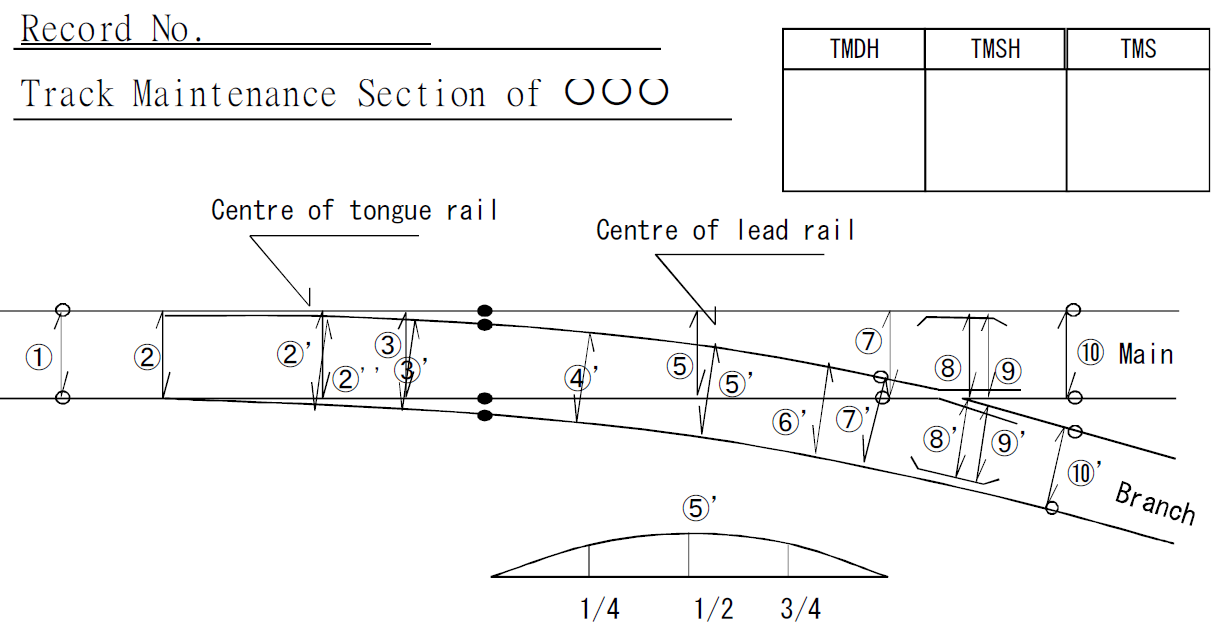 Record No.
Track Maintenance Section of ○○○
TMDH TMSH TMS
Centre of tongue rail
Centre of lead rail
① ② ②' ②'' ③ ③' ④' ⑤ ⑤' ⑥' ⑦ ⑦' ⑧ ⑨ ⑩ Main
⑧' ⑨' ⑩' Branch
⑤'
1/4 1/2 3/4